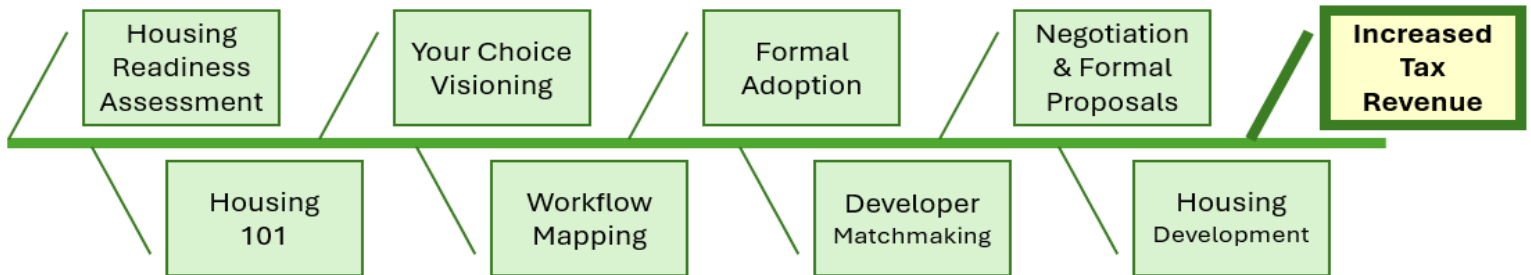 Housing
Readiness
Assessment
Housing
101
Your Choice
Visioning
Workflow
Mapping
Formal
Adoption
Developer
Matchmaking
Negotiation
& Formal
Proposals
Housing
Development
Increased
Tax
Revenue